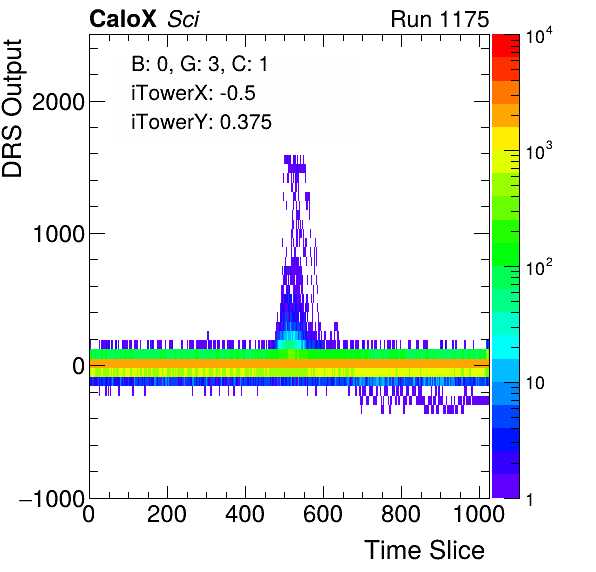 CaloX Sci Run 1175
B: 0, G: 3, C: 1
iTowerX: -0.5
iTowerY: 0.375
DRS Output
2000
1000
0
−1000
0 200 400 600 800 1000
Time Slice
10^4
10^3
10^2
10
1